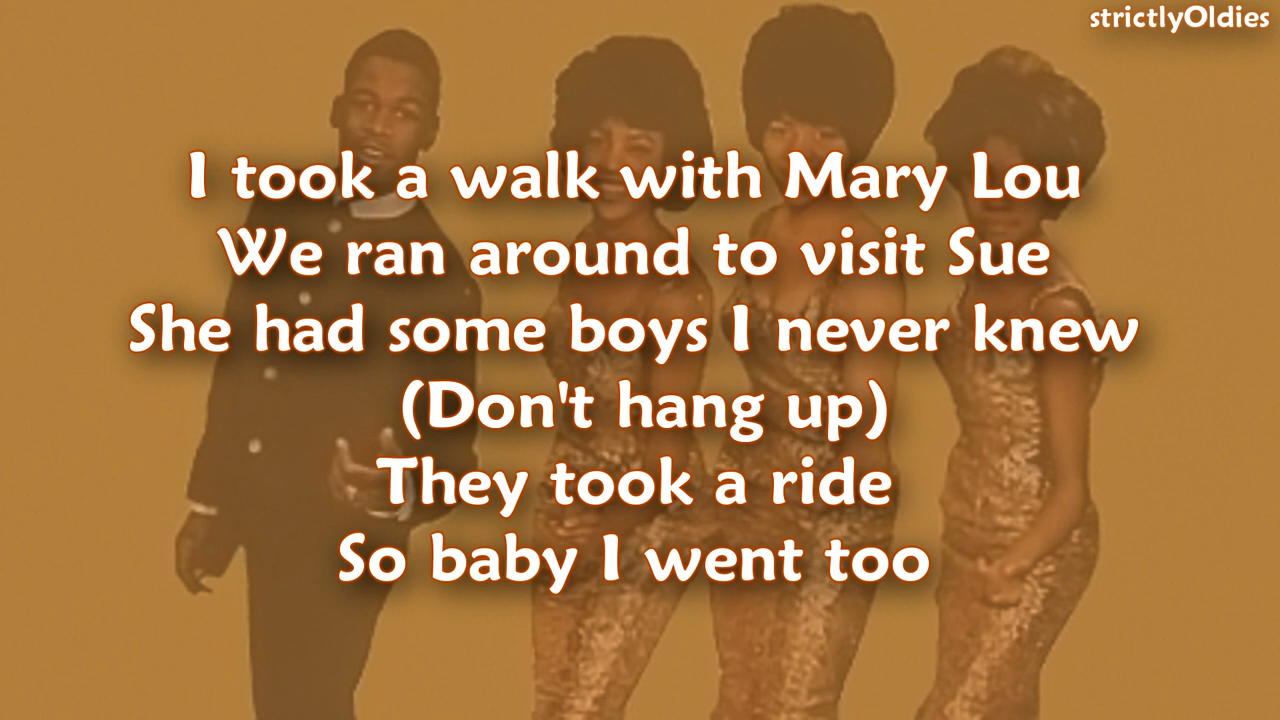 strictlyOldies
I took a walk with Mary Lou
We ran around to visit Sue
She had some boys I never knew
(Don't hang up)
They took a ride
So baby I went too